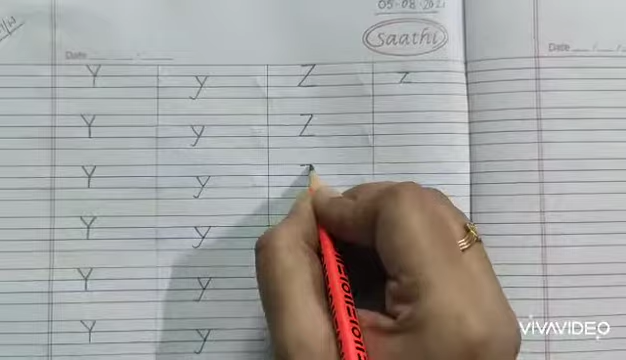 05-08-2021
saathi
Date
Date
Y y Z z
Y y Z
Y y
Y y
Y y
Y y
VIVAVIDEO